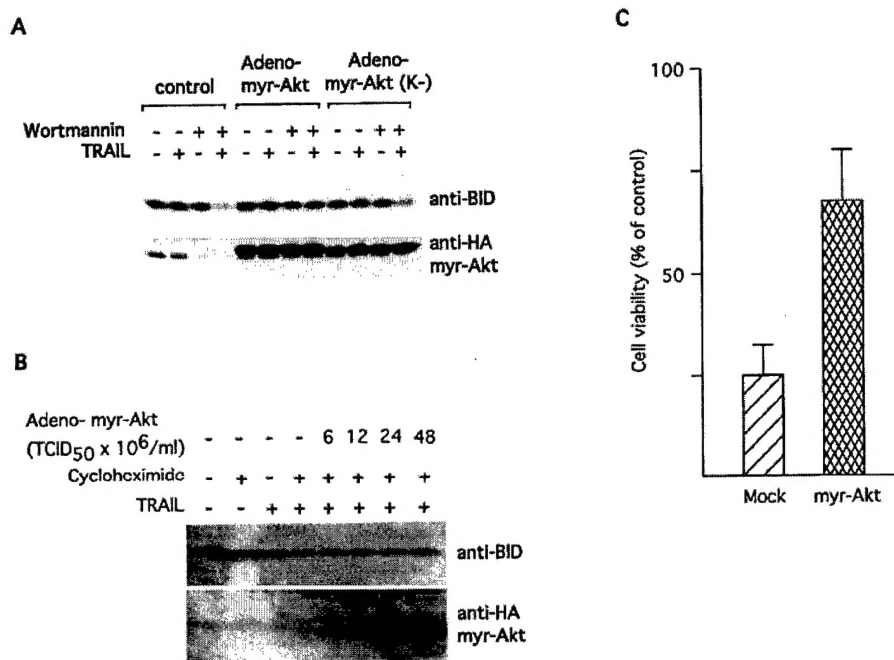 A
control
Adeno-
myr-Akt
Adeno-
myr-Akt (K-)
Wortmannin - - + + - - + + - - + +
TRAIL - + - + - + - + - + - +
anti-BID
anti-HA
myr-Akt
B
Adeno- myr-Akt
(TCID50 x 10^6/ml) - - - - 6 12 24 48
Cycloheximide - + - + + + + +
TRAIL - - + + + + + +
anti-BID
anti-HA
myr-Akt
C
Cell viability (% of control)
100
50
Mock myr-Akt